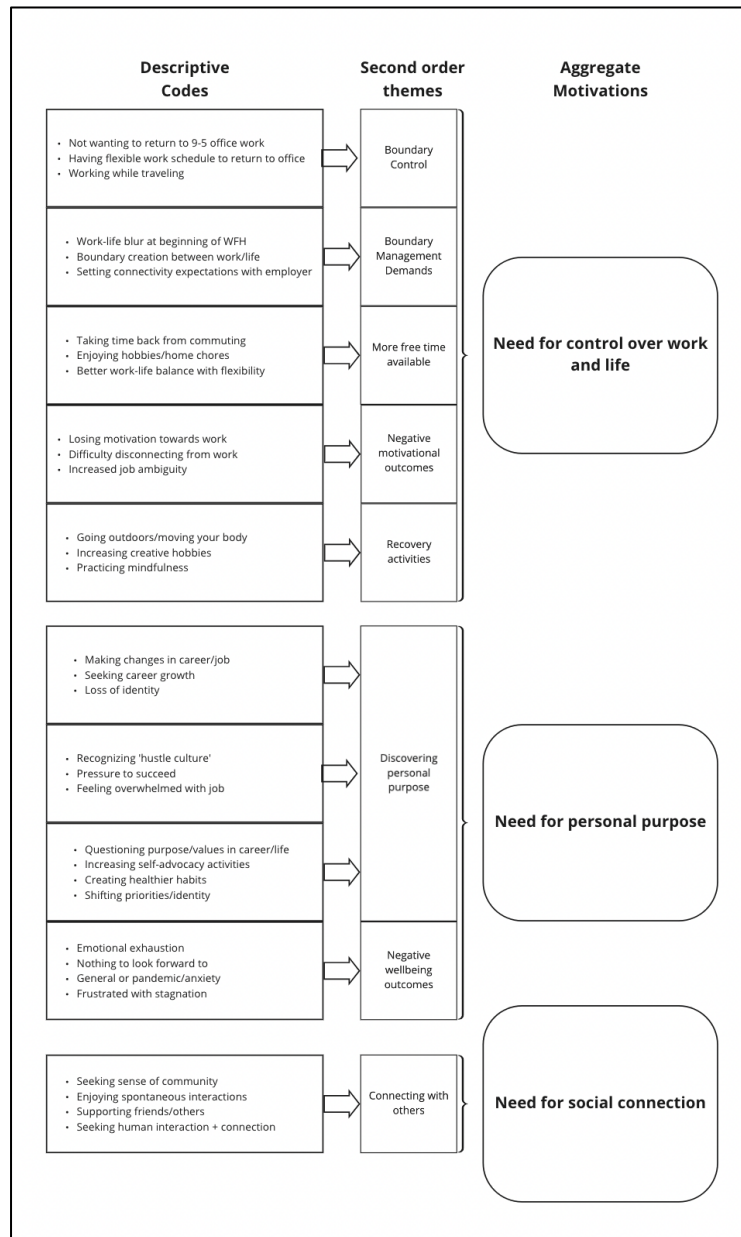 Descriptive
Codes
Second order
themes
Aggregate
Motivations
• Not wanting to return to 9-5 office work
• Having flexible work schedule to return to office
• Working while traveling
Boundary
Control
• Work-life blur at beginning of WFH
• Boundary creation between work/life
• Setting connectivity expectations with employer
Boundary
Management
Demands
• Taking time back from commuting
• Enjoying hobbies/home chores
• Better work-life balance with flexibility
More free time
available
• Losing motivation towards work
• Difficulty disconnecting from work
• Increased job ambiguity
Negative
motivational
outcomes
• Going outdoors/moving your body
• Increasing creative hobbies
• Practicing mindfulness
Recovery
activities
Need for control over work
and life
• Making changes in career/job
• Seeking career growth
• Loss of identity
• Recognizing 'hustle culture'
• Pressure to succeed
• Feeling overwhelmed with job
• Questioning purpose/values in career/life
• Increasing self-advocacy activities
• Creating healthier habits
• Shifting priorities/identity
Discovering
personal
purpose
• Emotional exhaustion
• Nothing to look forward to
• General or pandemic/anxiety
• Frustrated with stagnation
Negative
wellbeing
outcomes
Need for personal purpose
• Seeking sense of community
• Enjoying spontaneous interactions
• Supporting friends/others
• Seeking human interaction + connection
Connecting with
others
Need for social connection